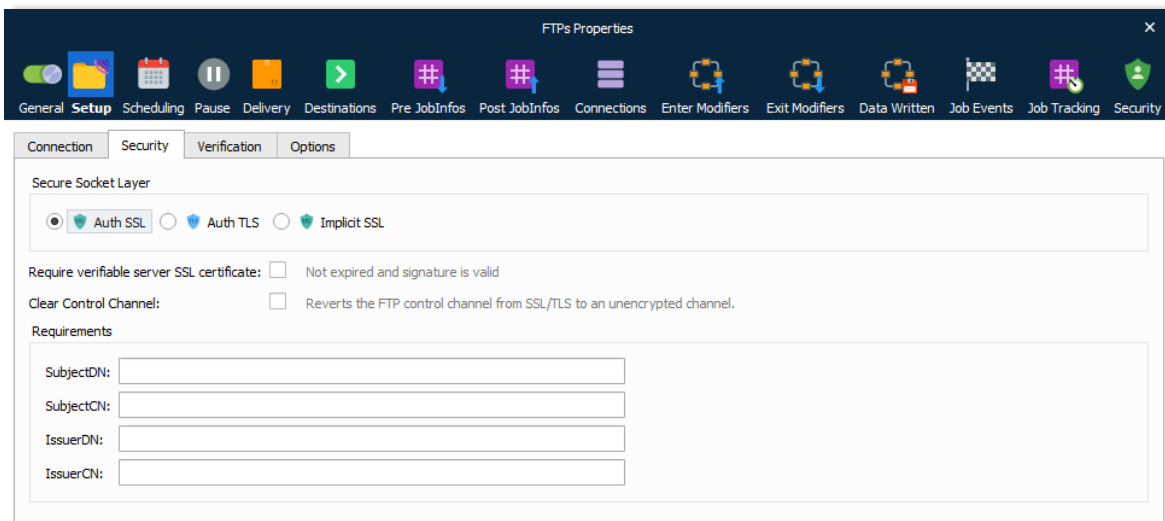 FTPs Properties
General Setup Scheduling Pause Delivery Destinations Pre JobInfos Post JobInfos Connections Enter Modifiers Exit Modifiers Data Written Job Events Job Tracking Security
Connection Security Verification Options
Secure Socket Layer
Auth SSL Auth TLS Implicit SSL
Require verifiable server SSL certificate: Not expired and signature is valid
Clear Control Channel: Reverts the FTP control channel from SSL/TLS to an unencrypted channel.
Requirements
SubjectDN:
SubjectCN:
IssuerDN:
IssuerCN: